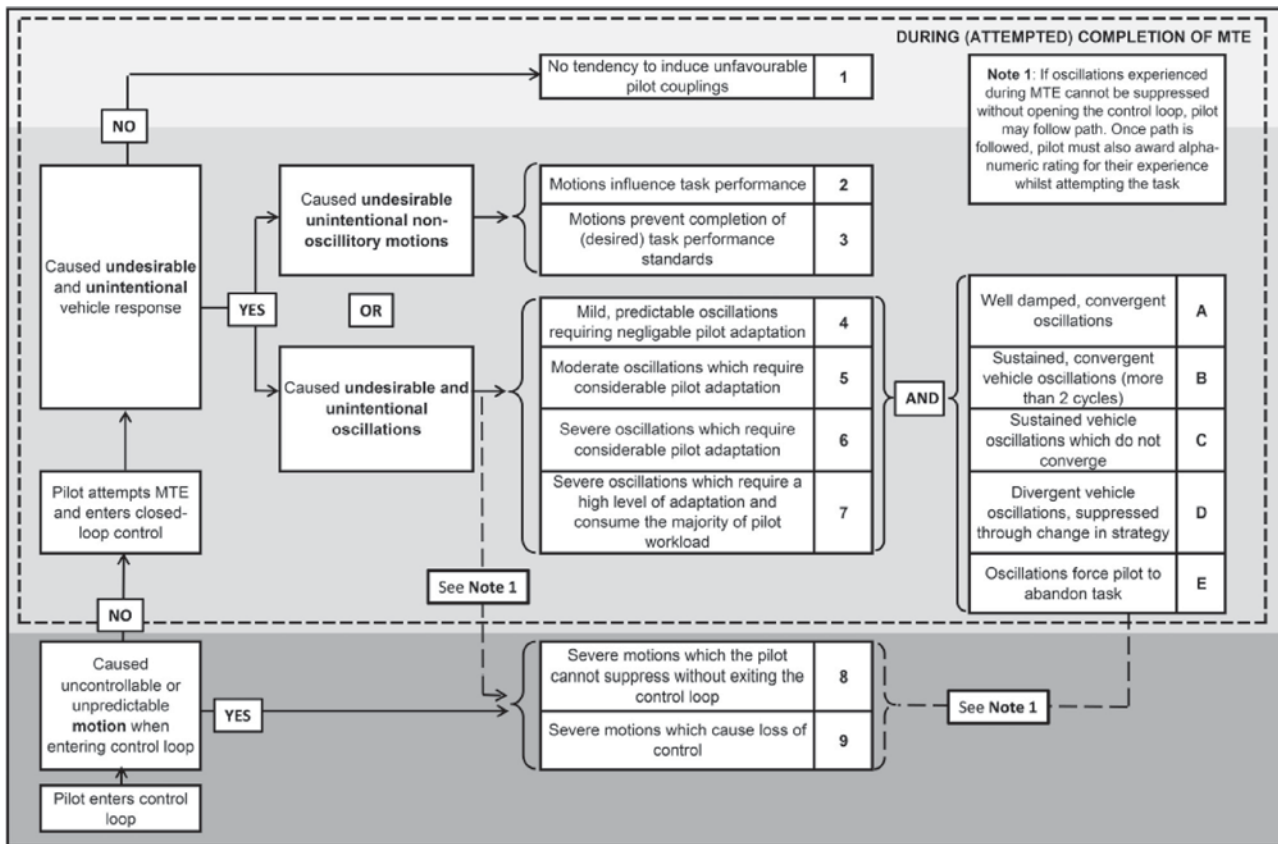 DURING (ATTEMPTED) COMPLETION OF MTE
No tendency to induce unfavourable
pilot couplings
1
Note 1: If oscillations experienced
during MTE cannot be suppressed
without opening the control loop, pilot
may follow path. Once path is
followed, pilot must also award alpha-
numeric rating for their experience
whilst attempting the task
NO
Caused undesirable
and unintentional
vehicle response
YES
Caused undesirable
unintentional non-
oscillitory motions
OR
Caused undesirable and
unintentional
oscillations
Motions influence task performance
2
Motions prevent completion of
(desired) task performance
standards
3
Mild, predictable oscillations
requiring negligable pilot adaptation
4
Moderate oscillations which require
considerable pilot adaptation
5
Severe oscillations which require
considerable pilot adaptation
6
Severe oscillations which require a
high level of adaptation and
consume the majority of pilot
workload
7
AND
Well damped, convergent
oscillations
A
Sustained, convergent
vehicle oscillations (more
than 2 cycles)
B
Sustained vehicle
oscillations which do not
converge
C
Divergent vehicle
oscillations, suppressed
through change in strategy
D
Oscillations force pilot to
abandon task
E
Pilot attempts MTE
and enters closed-
loop control
See Note 1
NO
Caused
uncontrollable or
unpredictable
motion when
entering control loop
YES
Severe motions which the pilot
cannot suppress without exiting the
control loop
8
Severe motions which cause loss of
control
9
See Note 1
Pilot enters control
loop